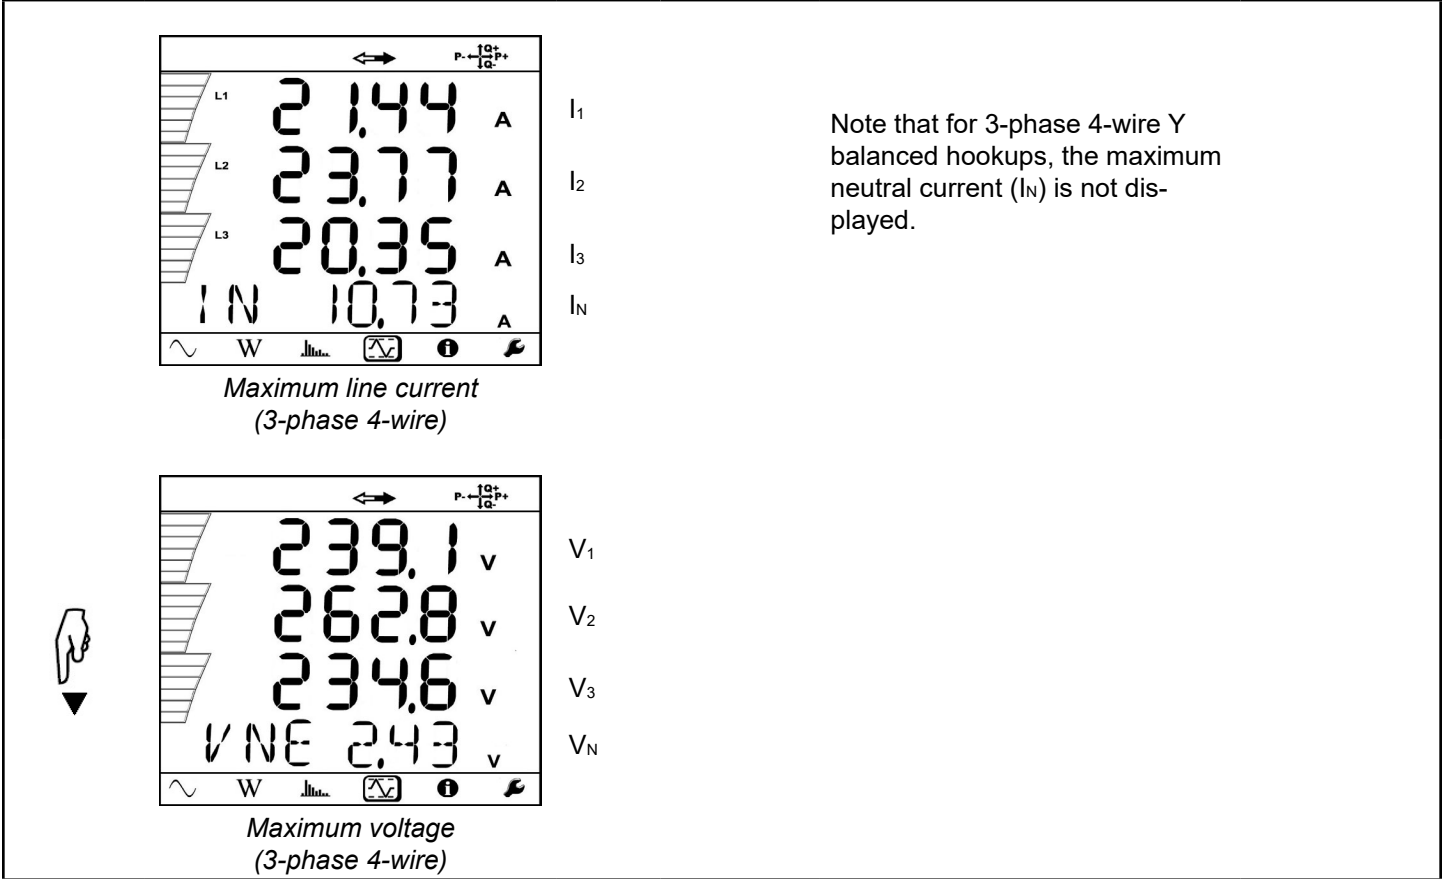 Q+
P- P+
Q-
L1 21.44 A I1
L2 23.77 A I2
L3 20.35 A I3
IN 10.73 A IN
W
Maximum line current
(3-phase 4-wire)
Note that for 3-phase 4-wire Y
balanced hookups, the maximum
neutral current (IN) is not dis-
played.
Q+
P- P+
Q-
239.1 V V1
262.8 V V2
234.6 V V3
VNE 2.43 V VN
W
Maximum voltage
(3-phase 4-wire)